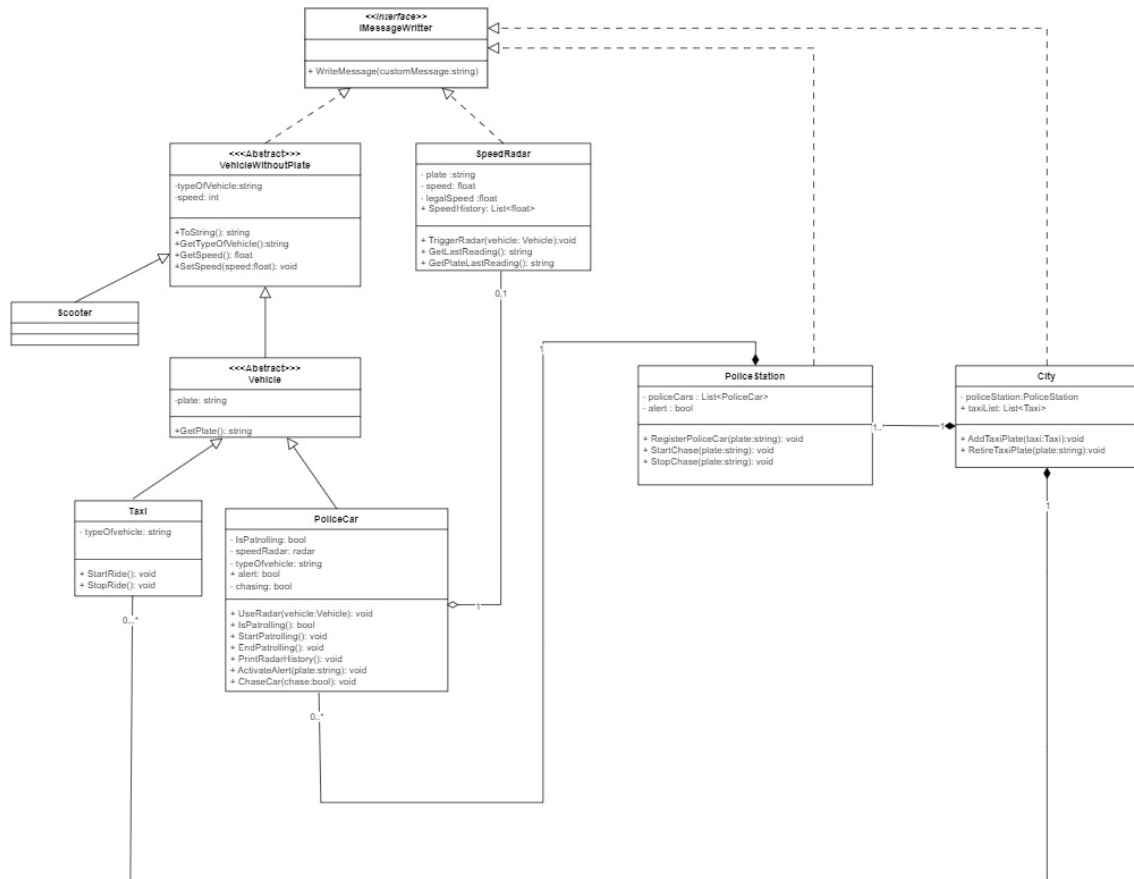 <<Interface>>
IMessageWritter
+ WriteMessage(customMessage:string)
<<<Abstract>>>
VehicleWithoutPlate
-typeOfVehicle:string
-speed: int
+ToString(): string
+GetTypeOfVehicle():string
+GetSpeed(): float
+SetSpeed(speed:float): void
SpeedRadar
- plate :string
- speed: float
- legalSpeed :float
+ SpeedHistory: List<float>
+ TriggerRadar(vehicle: Vehicle):void
+ GetLastReading(): string
+ GetPlateLastReading(): string
0,1
Scooter
<<<Abstract>>>
Vehicle
-plate: string
+GetPlate(): string
1
PoliceStation
- policeCars : List<PoliceCar>
- alert : bool
+ RegisterPoliceCar(plate:string): void
+ StartChase(plate:string): void
+ StopChase(plate:string): void
1..*
1
City
- policeStation:PoliceStation
+ taxiList: List<Taxi>
+ AddTaxiPlate(taxi:Taxi):void
+ RetireTaxiPlate(plate:string):void
1
Taxi
- typeOfvehicle: string
+ StartRide(): void
+ StopRide(): void
0...*
PoliceCar
- IsPatrolling: bool
- speedRadar: radar
- typeOfvehicle: string
+ alert: bool
- chasing: bool
+ UseRadar(vehicle:Vehicle): void
+ IsPatrolling(): bool
+ StartPatrolling(): void
+ EndPatrolling(): void
+ PrintRadarHistory(): void
+ ActivateAlert(plate:string): void
+ ChaseCar(chase:bool): void
1
0..*